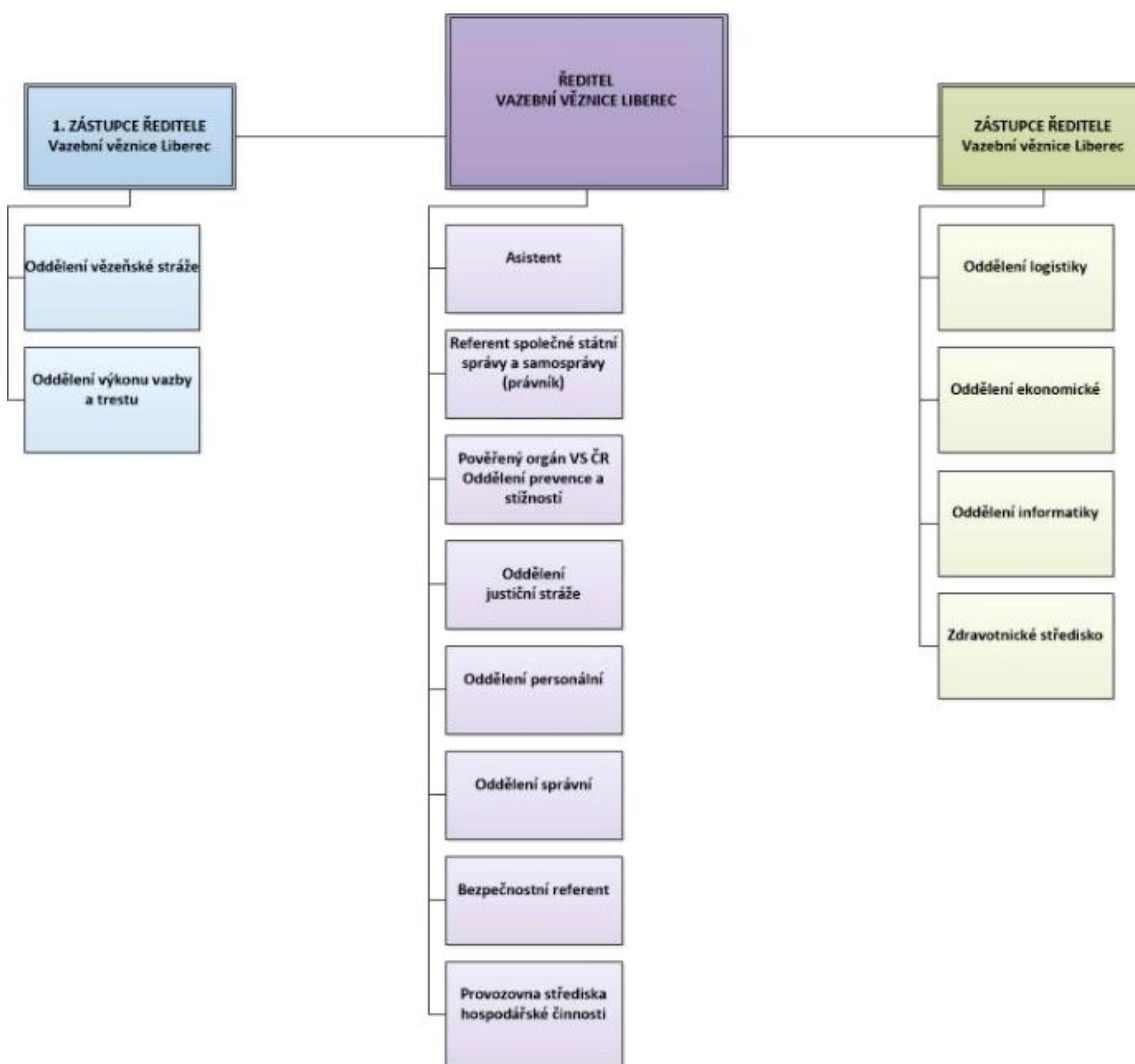 ŘEDITEL
VAZEBNÍ VĚZNICE LIBEREC
1. ZÁSTUPCE ŘEDITELE
Vazební věznice Liberec
Oddělení vězeňské stráže
Oddělení výkonu vazby
a trestu
Asistent
Referent společné státní
správy a samosprávy
(právník)
Pověřený orgán VS ČR
Oddělení prevence a
stížností
Oddělení
justiční stráže
Oddělení personální
Oddělení správní
Bezpečnostní referent
Provozovna střediska
hospodářské činnosti
ZÁSTUPCE ŘEDITELE
Vazební věznice Liberec
Oddělení logistiky
Oddělení ekonomické
Oddělení informatiky
Zdravotnické středisko